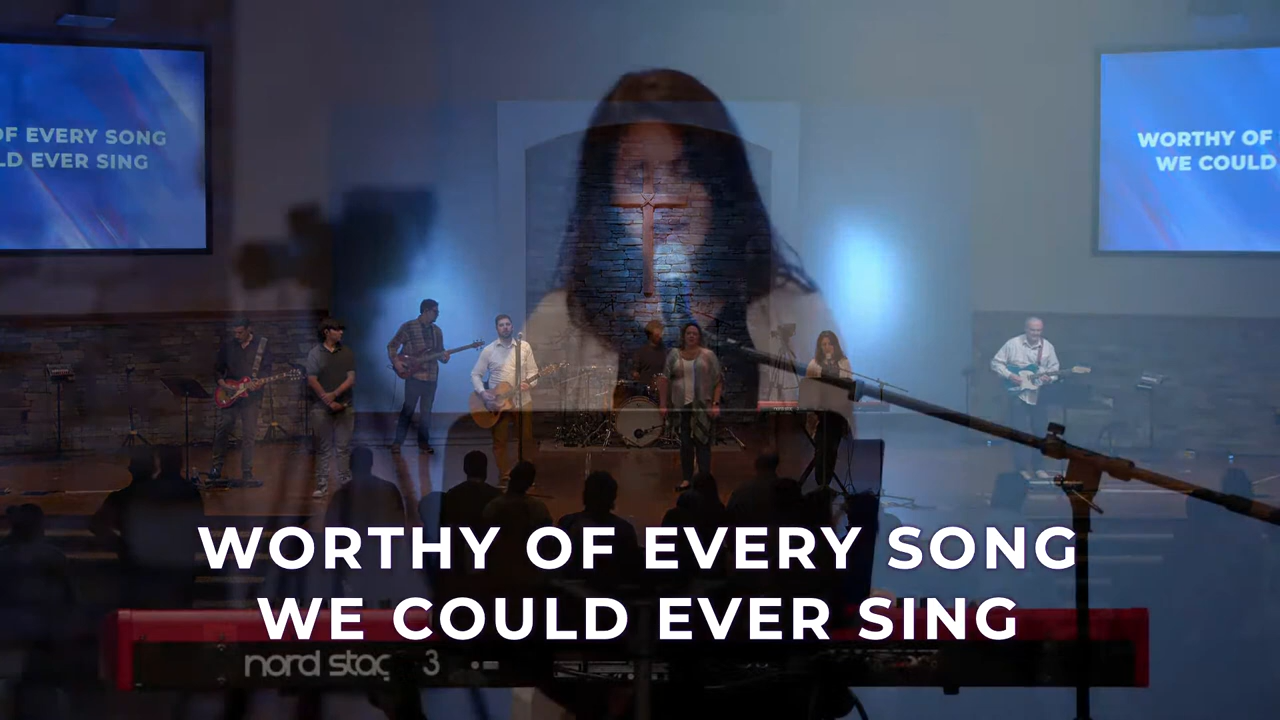 OF EVERY SONG
LD EVER SING
WORTHY OF
WE COULD
WORTHY OF EVERY SONG
WE COULD EVER SING
nord stag 3